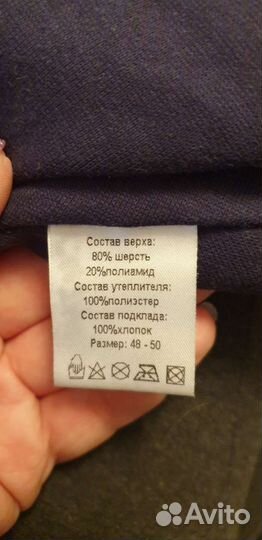 Состав верха:
80% шерсть
20%полиамид
Состав утеплителя:
100%полиэстер
Состав подклада:
100%хлопок
Размер: 48 - 50
Avito